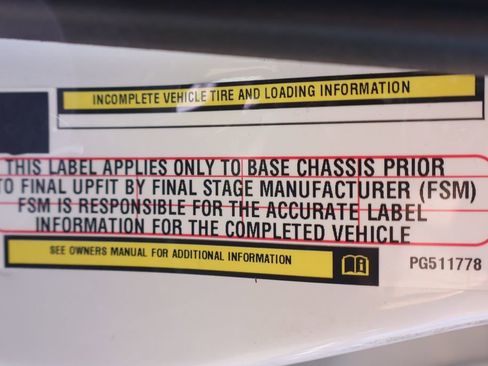 INCOMPLETE VEHICLE TIRE AND LOADING INFORMATION
THIS LABEL APPLIES ONLY TO BASE CHASSIS PRIOR
TO FINAL UPFIT BY FINAL STAGE MANUFACTURER (FSM)
FSM IS RESPONSIBLE FOR THE ACCURATE LABEL
INFORMATION FOR THE COMPLETED VEHICLE
SEE OWNERS MANUAL FOR ADDITIONAL INFORMATION
PG511778